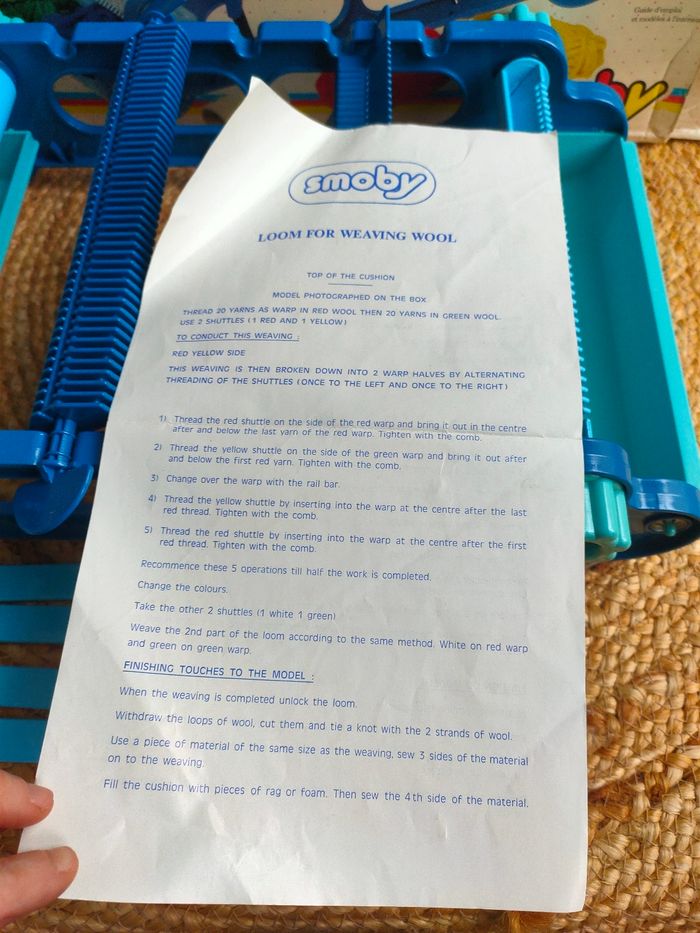 Guide d'emploi
et modèles à l'intérieur
by
smoby
LOOM FOR WEAVING WOOL
TOP OF THE CUSHION
MODEL PHOTOGRAPHED ON THE BOX
THREAD 20 YARNS AS WARP IN RED WOOL THEN 20 YARNS IN GREEN WOOL.
USE 2 SHUTTLES (1 RED AND 1 YELLOW)
TO CONDUCT THIS WEAVING :
RED YELLOW SIDE
THIS WEAVING IS THEN BROKEN DOWN INTO 2 WARP HALVES BY ALTERNATING
THREADING OF THE SHUTTLES (ONCE TO THE LEFT AND ONCE TO THE RIGHT)
1) Thread the red shuttle on the side of the red warp and bring it out in the centre
after and below the last yarn of the red warp. Tighten with the comb.
2) Thread the yellow shuttle on the side of the green warp and bring it out after
and below the first red yarn. Tighten with the comb.
3) Change over the warp with the rail bar.
4) Thread the yellow shuttle by inserting into the warp at the centre after the last
red thread. Tighten with the comb.
5) Thread the red shuttle by inserting into the warp at the centre after the first
red thread. Tighten with the comb.
Recommence these 5 operations till half the work is completed.
Change the colours.
Take the other 2 shuttles (1 white 1 green)
Weave the 2nd part of the loom according to the same method. White on red warp
and green on green warp.
FINISHING TOUCHES TO THE MODEL :
When the weaving is completed unlock the loom.
Withdraw the loops of wool, cut them and tie a knot with the 2 strands of wool.
Use a piece of material of the same size as the weaving, sew 3 sides of the material
on to the weaving.
Fill the cushion with pieces of rag or foam. Then sew the 4th side of the material.